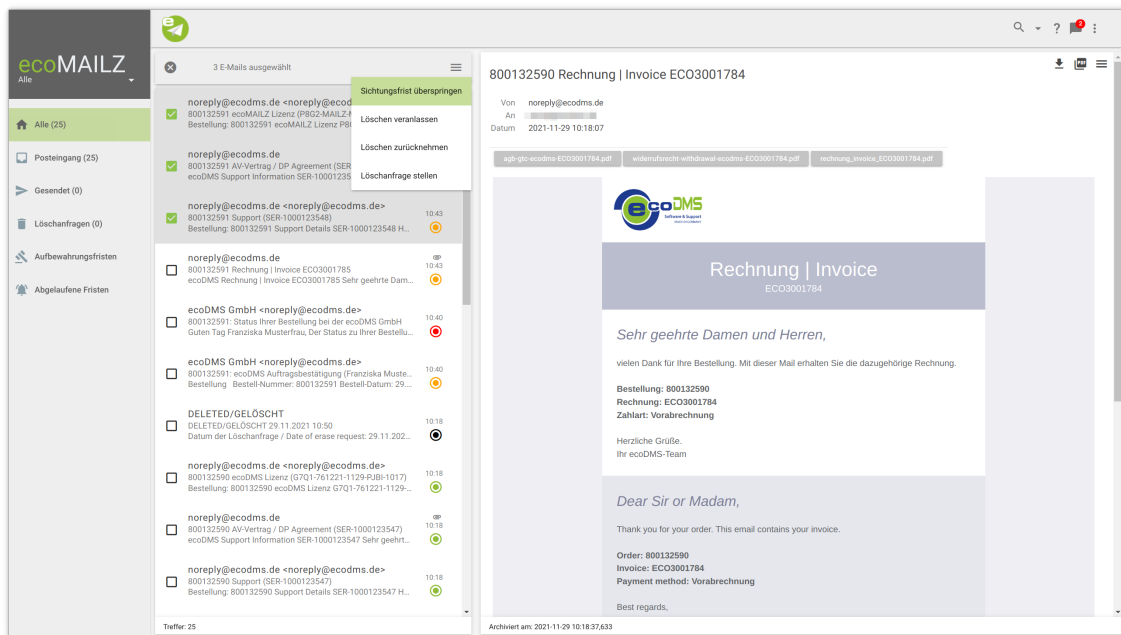 ecoMAILZ
Alle
Alle (25)
Posteingang (25)
Gesendet (0)
Löschanfragen (0)
Aufbewahrungsfristen
Abgelaufene Fristen
e
3 E-Mails ausgewählt
Sichtungsfrist überspringen
Löschen veranlassen
Löschen zurücknehmen
Löschanfrage stellen
noreply@ecodms.de <noreply@ecod
800132591 ecoMAILZ Lizenz (P8G2-MAILZ-
Bestellung: 800132591 ecoMAILZ Lizenz P8
noreply@ecodms.de
800132591 AV-Vertrag / DP Agreement (SER
ecoDMS Support Information SER-1000123
noreply@ecodms.de <noreply@ecodms.de>
800132591 Support (SER-1000123548) 10:43
Bestellung: 800132591 Support Details SER-1000123548 H...
noreply@ecodms.de
800132591 Rechnung | Invoice ECO3001785 10:43
ecoDMS Rechnung | Invoice ECO3001785 Sehr geehrte Dam...
ecoDMS GmbH <noreply@ecodms.de>
800132591: Status Ihrer Bestellung bei der ecoDMS GmbH 10:40
Guten Tag Franziska Musterfrau, Der Status zu Ihrer Bestellu...
ecoDMS GmbH <noreply@ecodms.de>
800132591: ecoDMS Auftragsbestätigung (Franziska Muste... 10:40
Bestellung Bestell-Nummer: 800132591 Bestell-Datum: 29....
DELETED/GELÖSCHT
DELETED/GELÖSCHT 29.11.2021 10:50 10:18
Datum der Löschanfrage / Date of erase request: 29.11.202...
noreply@ecodms.de <noreply@ecodms.de>
800132590 ecoDMS Lizenz (G7Q1-761221-1129-PJBI-1017) 10:18
Bestellung: 800132590 ecoDMS Lizenz G7Q1-761221-1129-...
noreply@ecodms.de
800132590 AV-Vertrag / DP Agreement (SER-1000123547) 10:18
ecoDMS Support Information SER-1000123547 Sehr geehrt...
noreply@ecodms.de <noreply@ecodms.de>
800132590 Support (SER-1000123547) 10:18
Bestellung: 800132590 Support Details SER-1000123547 H...
Treffer: 25
? 2
PDF
800132590 Rechnung | Invoice ECO3001784
Von noreply@ecodms.de
An
Datum 2021-11-29 10:18:07
agb-gtc-ecodms-ECO3001784.pdf widerrufsrecht-withdrawal-ecodms-ECO3001784.pdf rechnung_invoice_ECO3001784.pdf
ecoDMS
Software & Support
Rechnung | Invoice
ECO3001784
Sehr geehrte Damen und Herren,
vielen Dank für Ihre Bestellung. Mit dieser Mail erhalten Sie die dazugehörige Rechnung.
Bestellung: 800132590
Rechnung: ECO3001784
Zahlart: Vorabrechnung
Herzliche Grüße.
Ihr ecoDMS-Team
Dear Sir or Madam,
Thank you for your order. This email contains your invoice.
Order: 800132590
Invoice: ECO3001784
Payment method: Vorabrechnung
Best regards,
Archiviert am: 2021-11-29 10:18:37,633